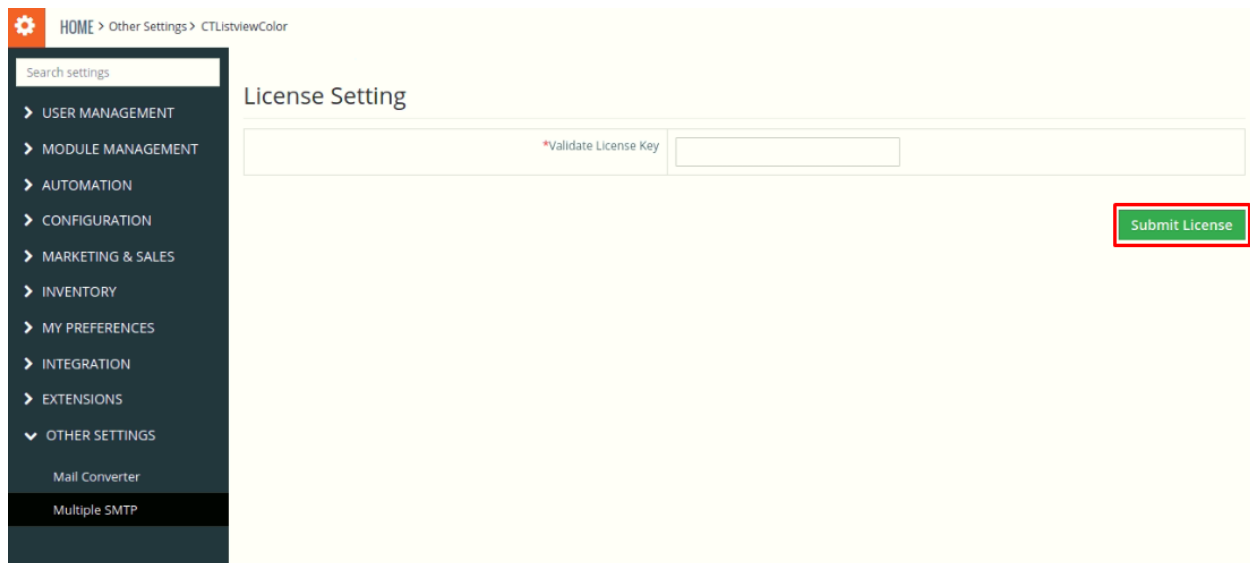 HOME > Other Settings > CTListviewColor
Search settings
USER MANAGEMENT
MODULE MANAGEMENT
AUTOMATION
CONFIGURATION
MARKETING & SALES
INVENTORY
MY PREFERENCES
INTEGRATION
EXTENSIONS
OTHER SETTINGS
Mail Converter
Multiple SMTP
License Setting
*Validate License Key
Submit License